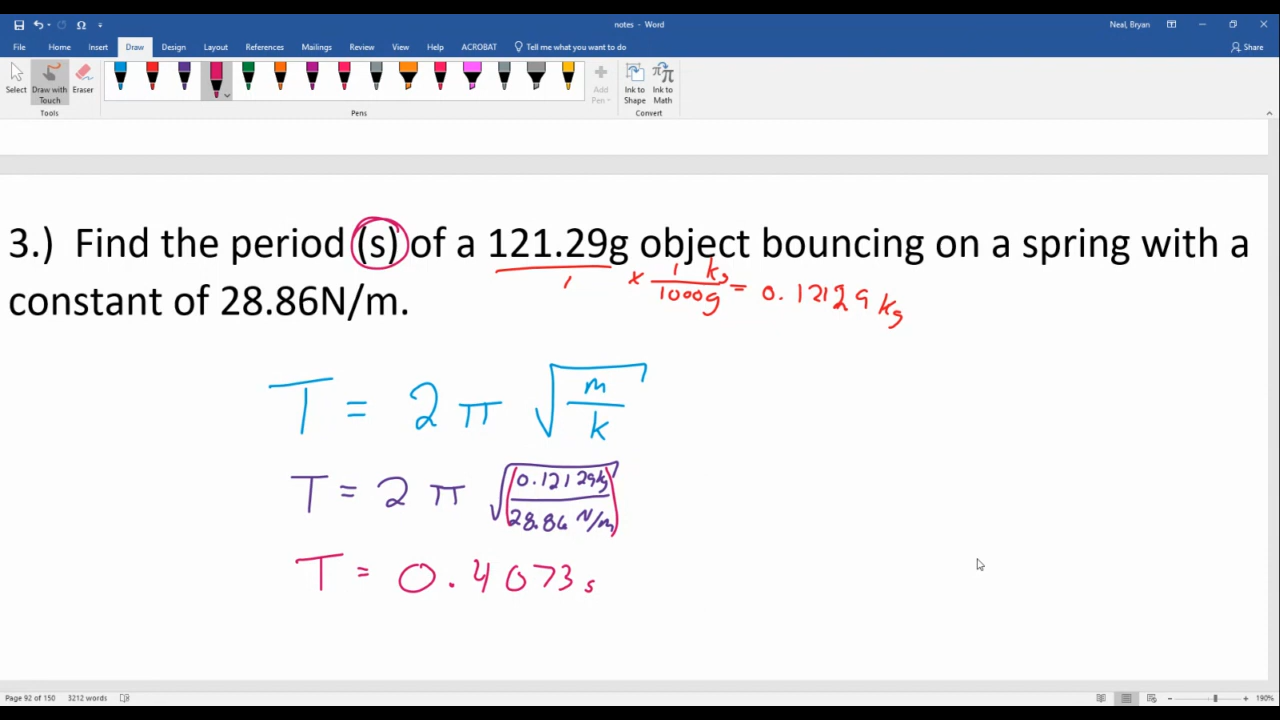 notes - Word
Neal, Bryan
File Home Insert Draw Design Layout References Mailings Review View Help ACROBAT Tell me what you want to do
Share
Select Draw with Touch Eraser
Add Pen
Ink to Shape Ink to Math
Tools Pens Convert
3.) Find the period (s) of a 121.29g object bouncing on a spring with a
constant of 28.86N/m.
1 × 1 kg / 1000g = 0.12129 kg
T = 2 π √(m/k)
T = 2 π √(0.12129kg / 28.86 N/m)
T = 0.4073 s
Page 92 of 150 3212 words
190%